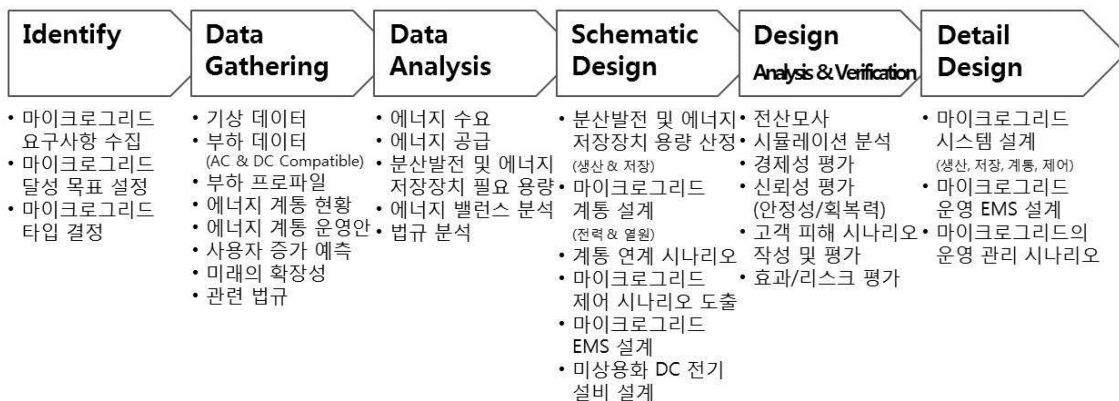 Identify
• 마이크로그리드
요구사항 수집
• 마이크로그리드
달성 목표 설정
• 마이크로그리드
타입 결정
Data
Gathering
• 기상 데이터
• 부하 데이터
(AC & DC Compatible)
• 부하 프로파일
• 에너지 계통 현황
• 에너지 계통 운영안
• 사용자 증가 예측
• 미래의 확장성
• 관련 법규
Data
Analysis
• 에너지 수요
• 에너지 공급
• 분산발전 및 에너지
저장장치 필요 용량
• 에너지 밸런스 분석
• 법규 분석
Schematic
Design
• 분산발전 및 에너지
저장장치 용량 산정
(생산 & 저장)
• 마이크로그리드
계통 설계
(전력 & 열원)
• 계통 연계 시나리오
• 마이크로그리드
제어 시나리오 도출
• 마이크로그리드
EMS 설계
• 미상용화 DC 전기
설비 설계
Design
Analysis & Verification
• 전산모사
• 시뮬레이션 분석
• 경제성 평가
• 신뢰성 평가
(안정성/회복력)
• 고객 피해 시나리오
작성 및 평가
• 효과/리스크 평가
Detail
Design
• 마이크로그리드
시스템 설계
(생산, 저장, 계통, 제어)
• 마이크로그리드
운영 EMS 설계
• 마이크로그리드의
운영 관리 시나리오